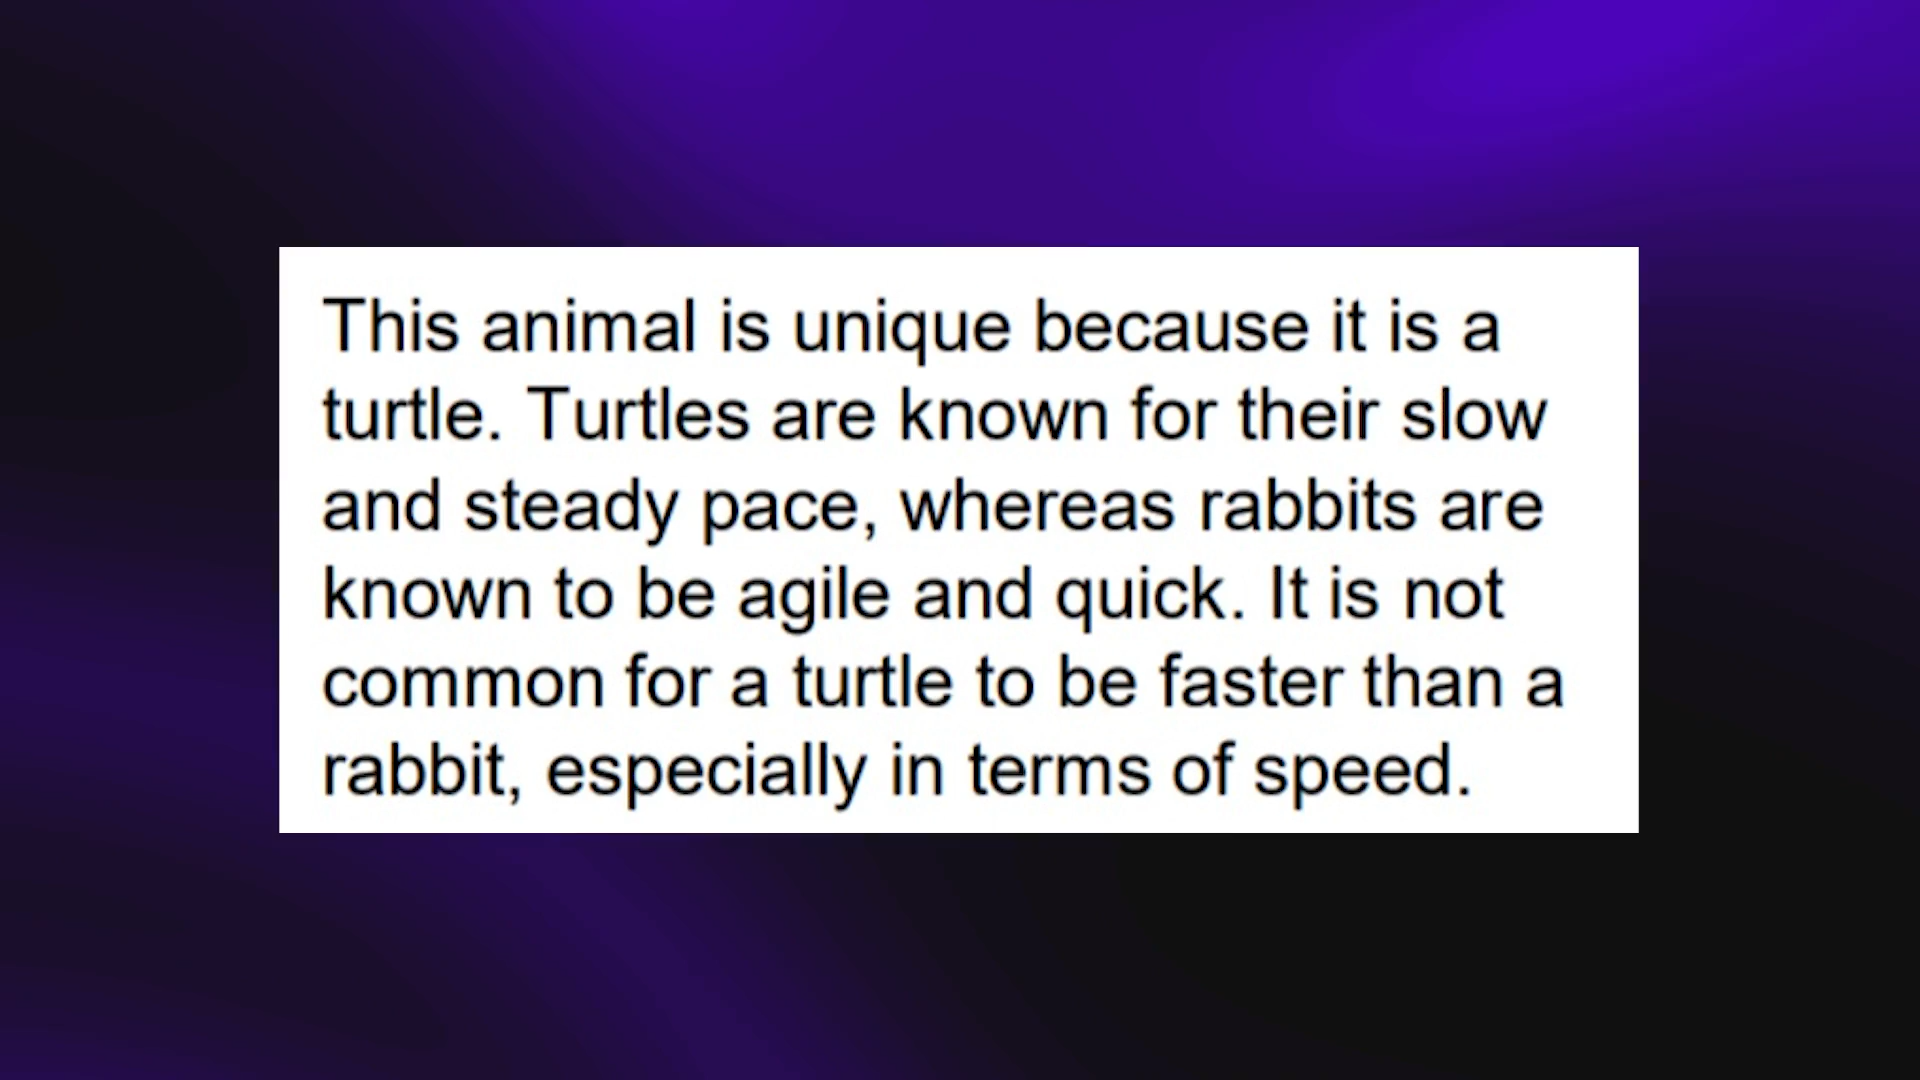 This animal is unique because it is a
turtle. Turtles are known for their slow
and steady pace, whereas rabbits are
known to be agile and quick. It is not
common for a turtle to be faster than a
rabbit, especially in terms of speed.